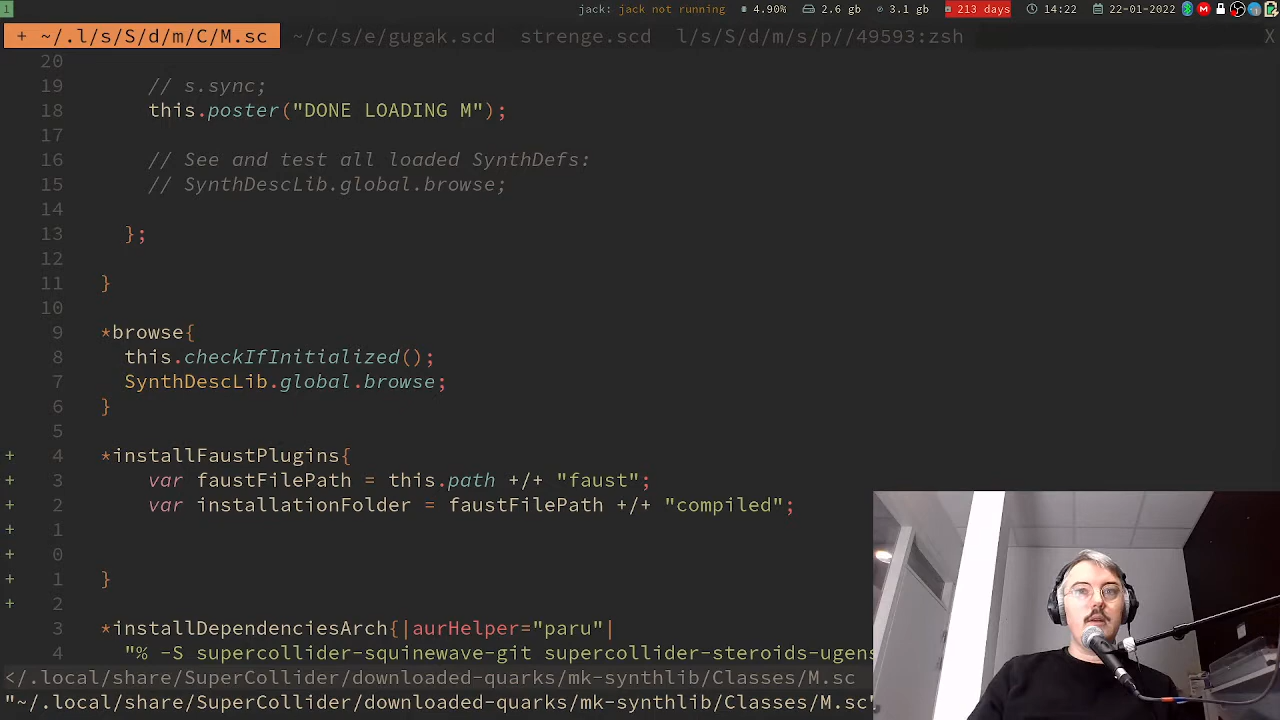 1 jack: jack not running 4.90% 2.6 gb 3.1 gb 213 days 14:22 22-01-2022
+ ~/.l/s/S/d/m/C/M.sc ~/c/s/e/gugak.scd strenge.scd l/s/S/d/m/s/p//49593:zsh X
20
19 // s.sync;
18 this.poster("DONE LOADING M");
17
16 // See and test all loaded SynthDefs:
15 // SynthDescLib.global.browse;
14
13 };
12
11 }
10
9 *browse{
8 this.checkIfInitialized();
7 SynthDescLib.global.browse;
6 }
5
+ 4 *installFaustPlugins{
+ 3 var faustFilePath = this.path +/+ "faust";
+ 2 var installationFolder = faustFilePath +/+ "compiled";
+ 1
+ 0
+ 1 }
+ 2
3 *installDependenciesArch{|aurHelper="paru"|
4 "% -S supercollider-squinewave-git supercollider-steroids-ugens
</.local/share/SuperCollider/downloaded-quarks/mk-synthlib/Classes/M.sc
"~/.local/share/SuperCollider/downloaded-quarks/mk-synthlib/Classes/M.sc"